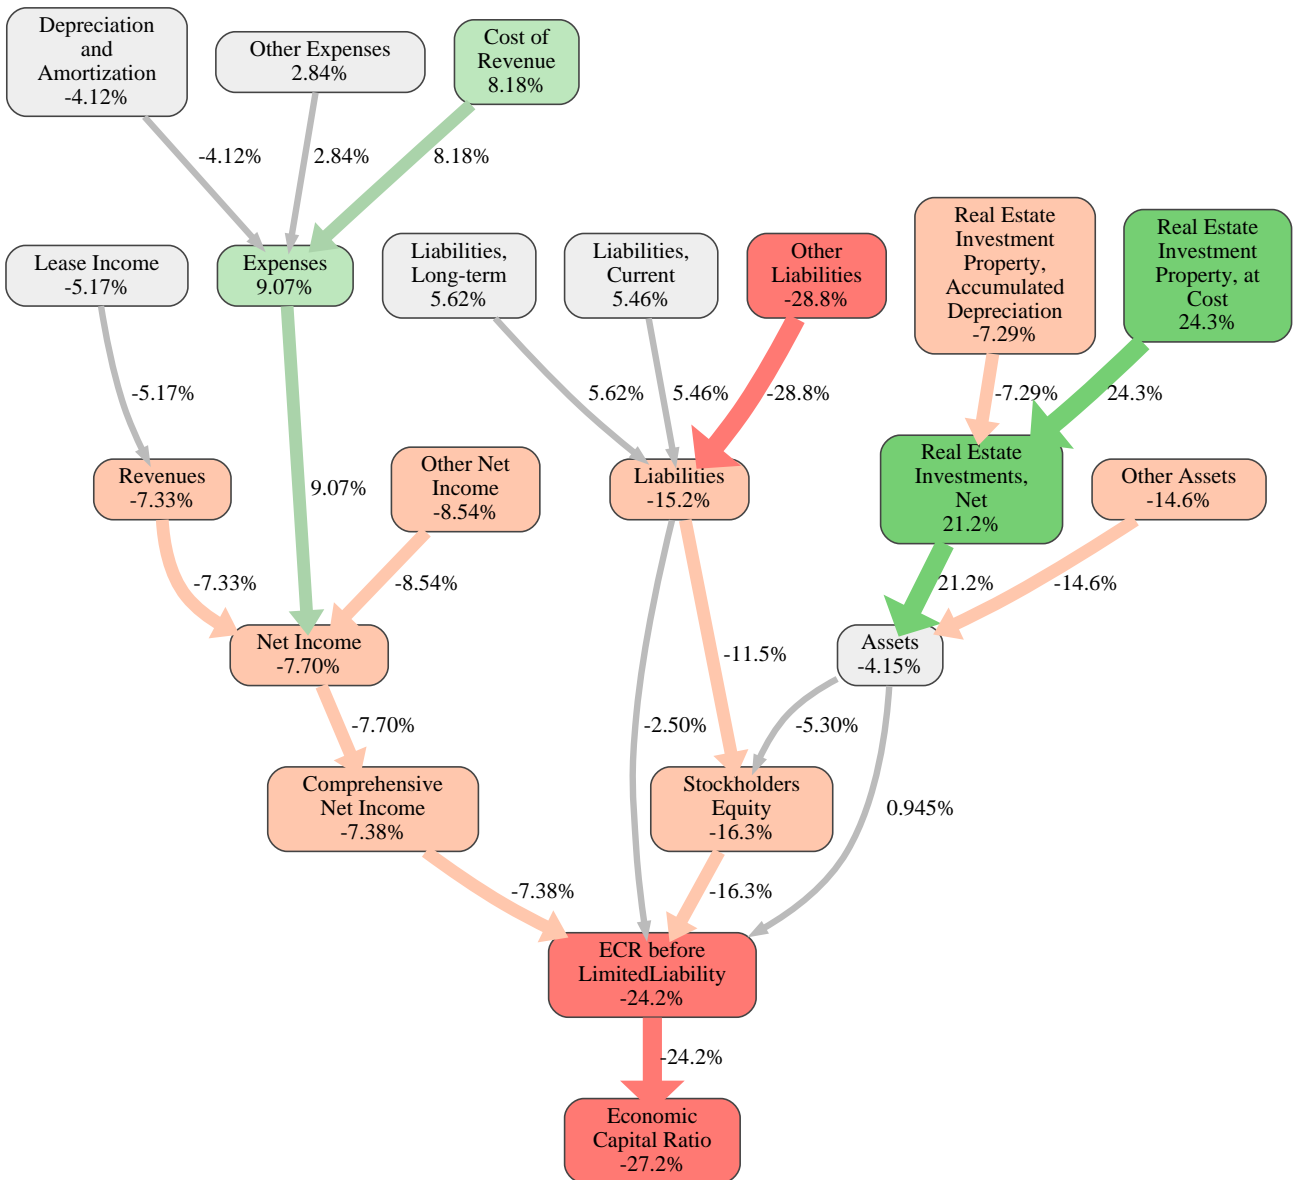 Depreciation
and
Amortization
-4.12%
Other Expenses
2.84%
Cost of
Revenue
8.18%
-4.12%
2.84%
8.18%
Lease Income
-5.17%
Expenses
9.07%
Liabilities,
Long-term
5.62%
Liabilities,
Current
5.46%
Other
Liabilities
-28.8%
Real Estate
Investment
Property,
Accumulated
Depreciation
-7.29%
Real Estate
Investment
Property, at
Cost
24.3%
-5.17%
5.62%
5.46%
-28.8%
-7.29%
24.3%
Revenues
-7.33%
9.07%
Other Net
Income
-8.54%
Liabilities
-15.2%
Real Estate
Investments,
Net
21.2%
Other Assets
-14.6%
-7.33%
-8.54%
21.2%
-14.6%
Net Income
-7.70%
-11.5%
Assets
-4.15%
-7.70%
-2.50%
-5.30%
Comprehensive
Net Income
-7.38%
Stockholders
Equity
-16.3%
0.945%
-7.38%
-16.3%
ECR before
LimitedLiability
-24.2%
-24.2%
Economic
Capital Ratio
-27.2%